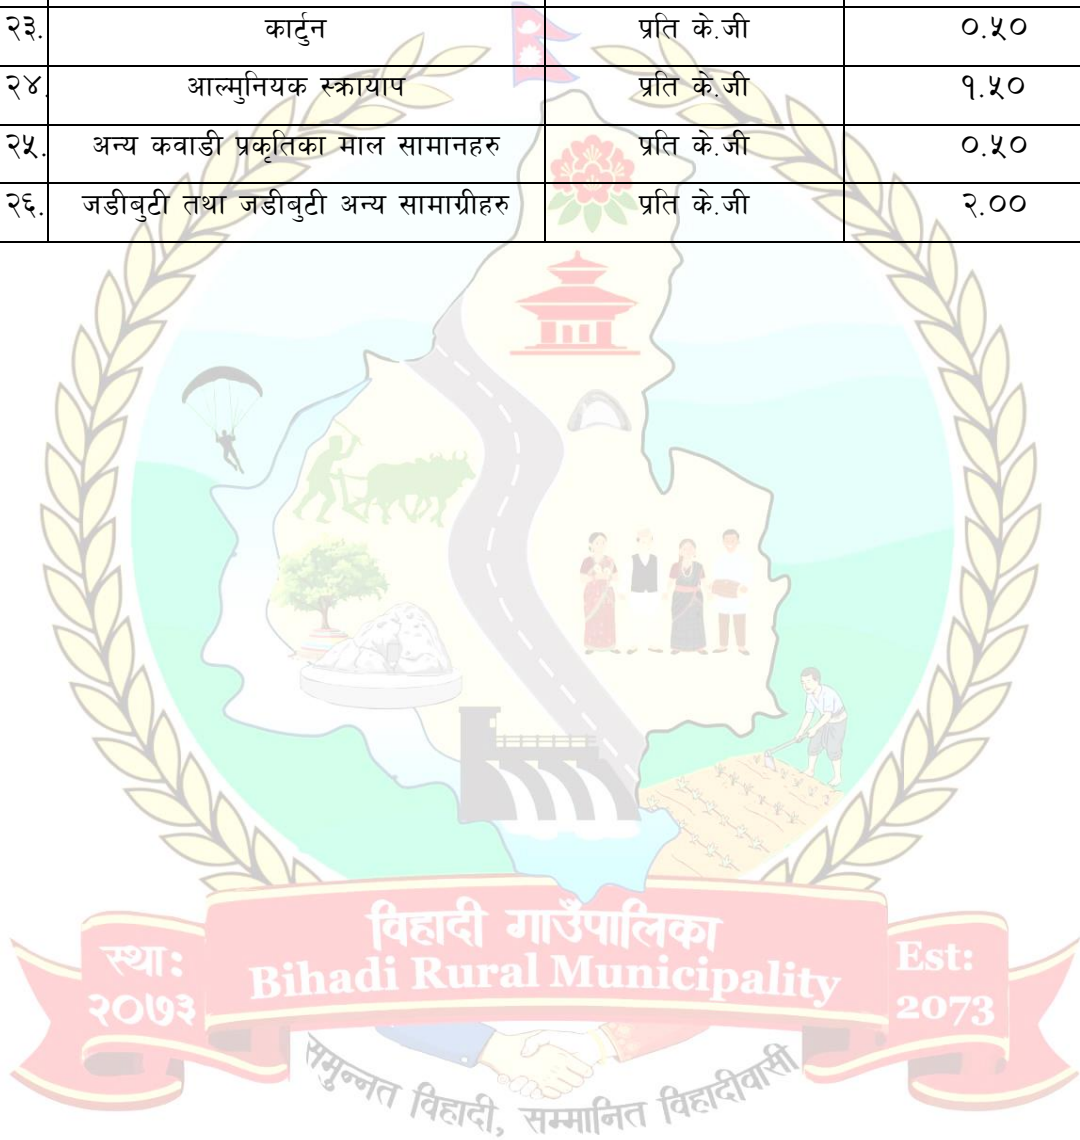 २३. कार्टुन प्रति के.जी ०.५०
२४. आल्मुनियक स्क्रायाप प्रति के.जी १.५०
२५. अन्य कवाडी प्रकृतिका माल सामानहरु प्रति के.जी ०.५०
२६. जडीबुटी तथा जडीबुटी अन्य सामाग्रीहरु प्रति के.जी २.००
विहादी गाउँपालिका
स्था: Bihadi Rural Municipality Est:
२०७३ 2073
समुन्नत विहादी, सम्मानित विहादीवासी